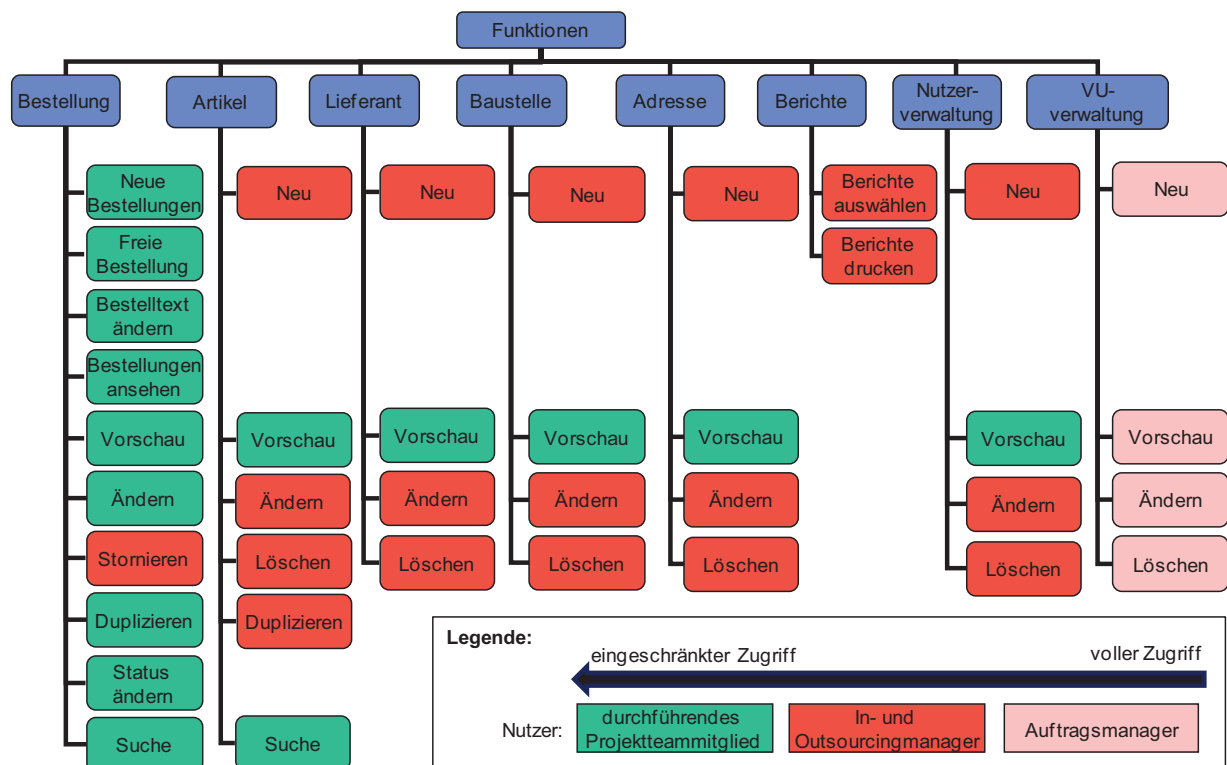 Funktionen
Bestellung
Artikel
Lieferant
Baustelle
Adresse
Berichte
Nutzer-
verwaltung
VU-
verwaltung
Neue
Bestellungen
Neu
Neu
Neu
Neu
Berichte
auswählen
Neu
Neu
Freie
Bestellung
Berichte
drucken
Bestelltext
ändern
Bestellungen
ansehen
Vorschau
Vorschau
Vorschau
Vorschau
Vorschau
Vorschau
Vorschau
Ändern
Ändern
Ändern
Ändern
Ändern
Ändern
Ändern
Stornieren
Löschen
Löschen
Löschen
Löschen
Löschen
Löschen
Duplizieren
Duplizieren
Status
ändern
Suche
Suche
Legende:
eingeschränkter Zugriff
voller Zugriff
Nutzer:
durchführendes
Projektteammitglied
In- und
Outsourcingmanager
Auftragsmanager